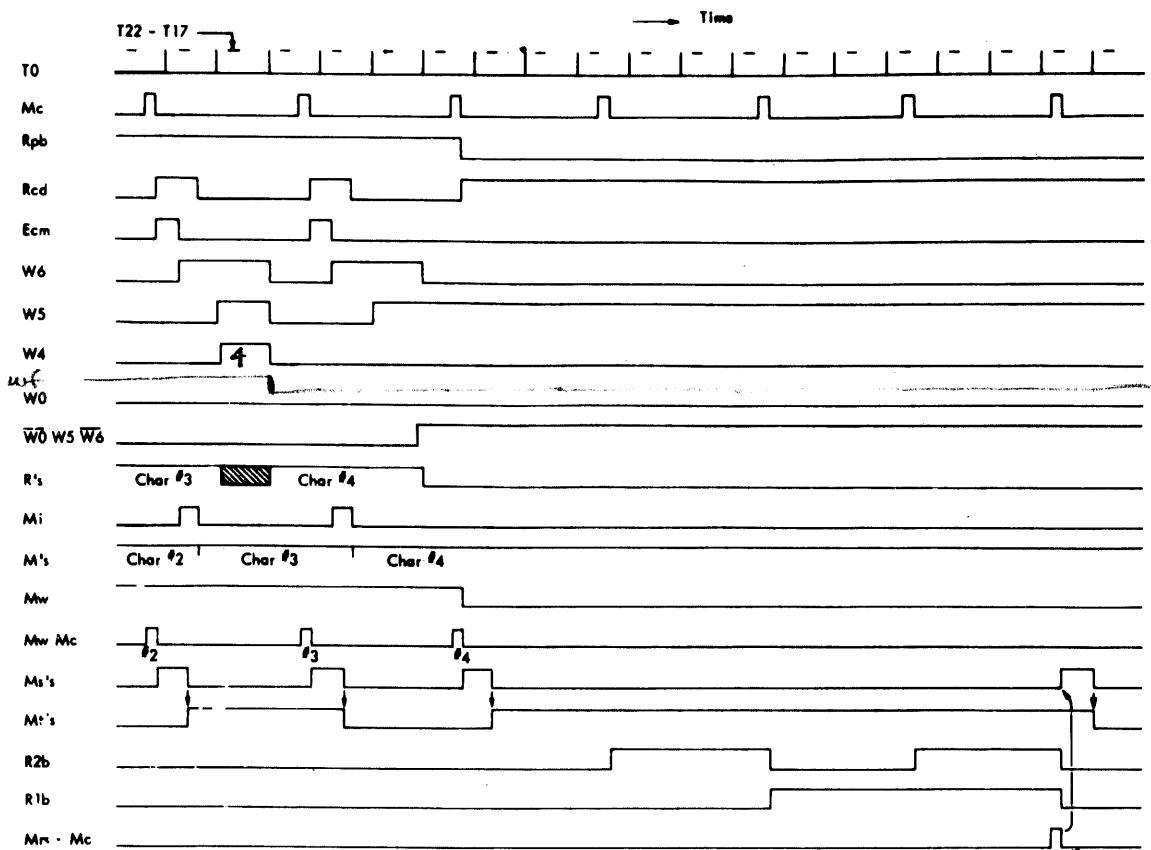 Time
T22 - T17
T0
Mc
Rpb
Rcd
Ecm
W6
W5
W4 4
wf
W0
W̅0̅ W5 W̅6̅
R's Char #3 Char #4
Mi
M's Char #2 Char #3 Char #4
Mw
Mw Mc
#2 #3 #4
Ms's
Mt's
R2b
R1b
- Mc